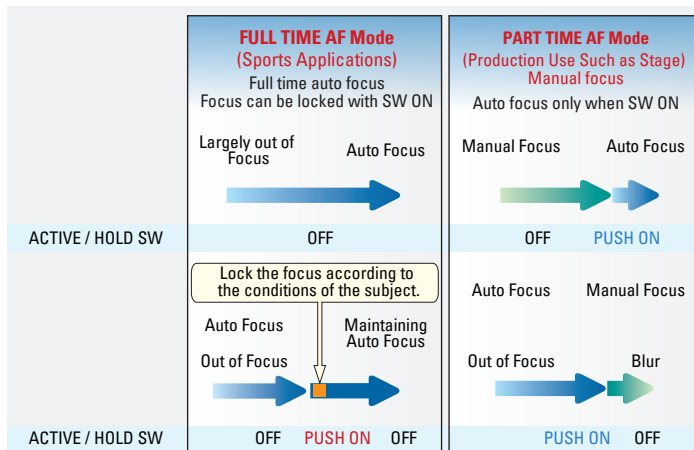 FULL TIME AF Mode
(Sports Applications)
Full time auto focus
Focus can be locked with SW ON
Largely out of
Focus
Auto Focus
PART TIME AF Mode
(Production Use Such as Stage)
Manual focus
Auto focus only when SW ON
Manual Focus
Auto Focus
ACTIVE / HOLD SW
OFF
OFF
PUSH ON
Lock the focus according to
the conditions of the subject.
Auto Focus
Maintaining
Auto Focus
Out of Focus
Auto Focus
Manual Focus
Out of Focus
Blur
ACTIVE / HOLD SW
OFF
PUSH ON
OFF
PUSH ON
OFF